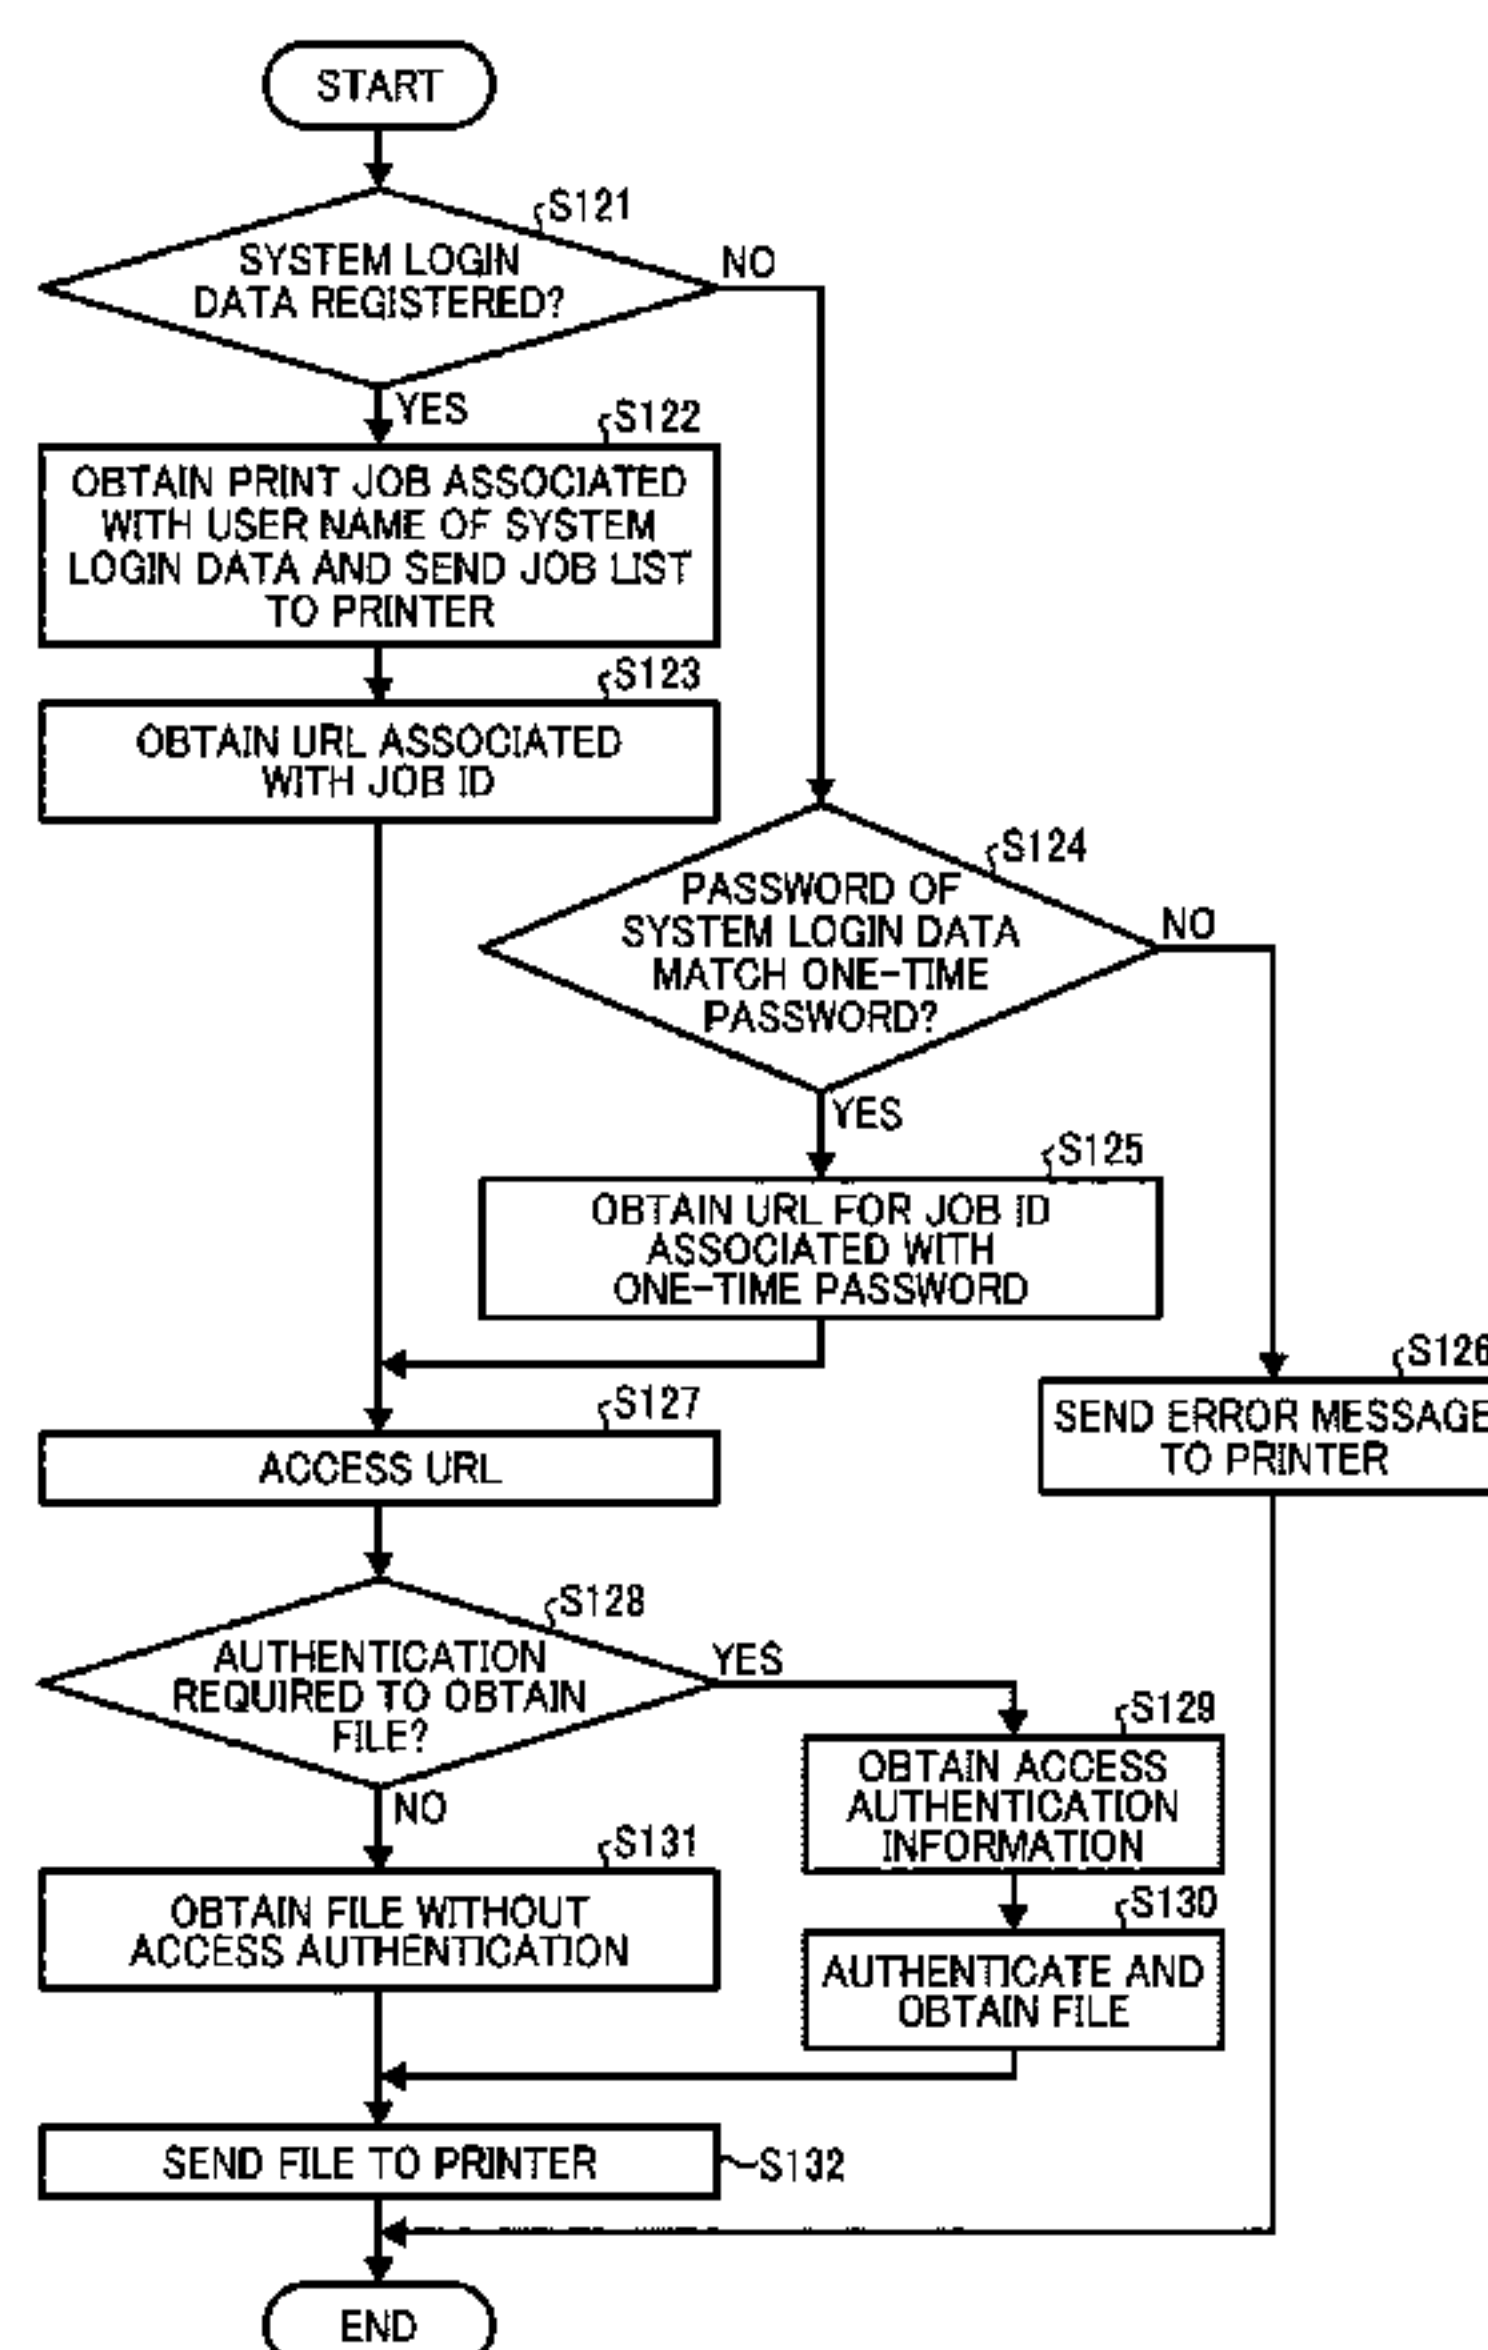 START
S121
SYSTEM LOGIN
DATA REGISTERED?
NO
YES
S122
OBTAIN PRINT JOB ASSOCIATED
WITH USER NAME OF SYSTEM
LOGIN DATA AND SEND JOB LIST
TO PRINTER
S123
OBTAIN URL ASSOCIATED
WITH JOB ID
S124
PASSWORD OF
SYSTEM LOGIN DATA
MATCH ONE-TIME
PASSWORD?
NO
YES
S125
OBTAIN URL FOR JOB ID
ASSOCIATED WITH
ONE-TIME PASSWORD
S126
SEND ERROR MESSAGE
TO PRINTER
S127
ACCESS URL
S128
AUTHENTICATION
REQUIRED TO OBTAIN
FILE?
YES
NO
S129
OBTAIN ACCESS
AUTHENTICATION
INFORMATION
S130
AUTHENTICATE AND
OBTAIN FILE
S131
OBTAIN FILE WITHOUT
ACCESS AUTHENTICATION
SEND FILE TO PRINTER
S132
END